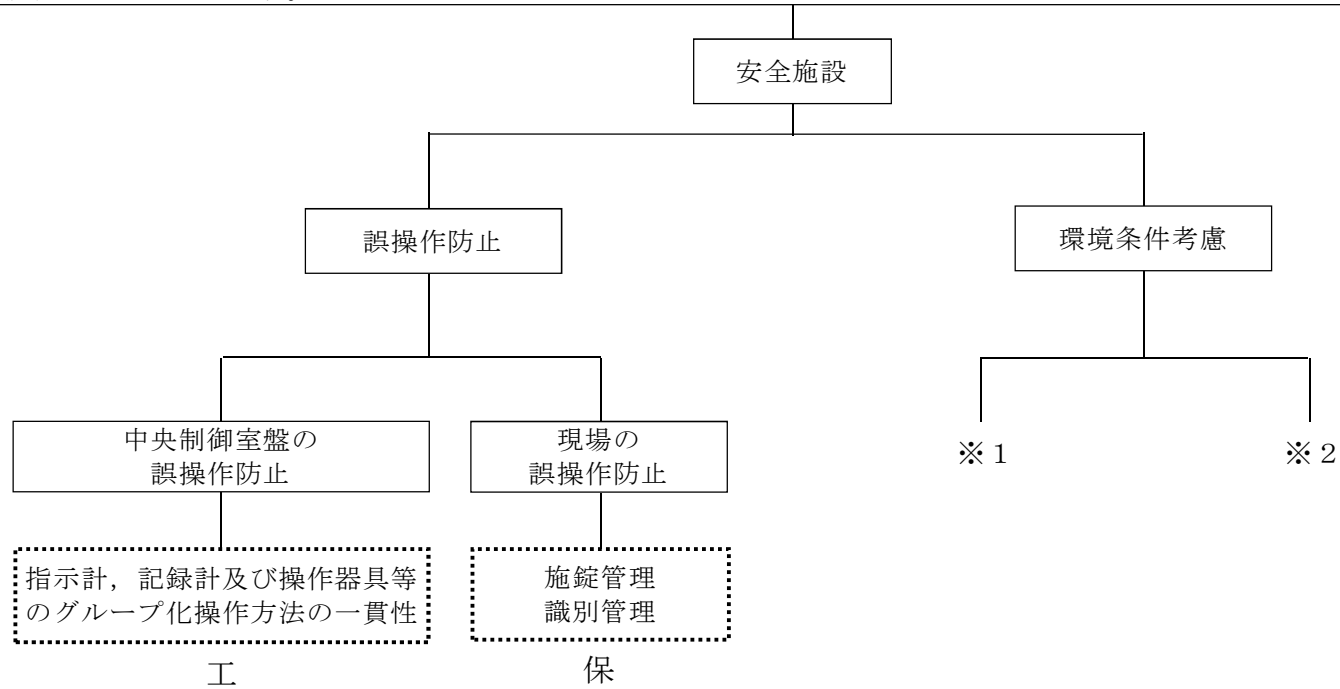 安全施設
誤操作防止
環境条件考慮
中央制御室盤の
誤操作防止
現場の
誤操作防止
※1
※2
指示計，記録計及び操作器具等
のグループ化操作方法の一貫性
施錠管理
識別管理
工
保